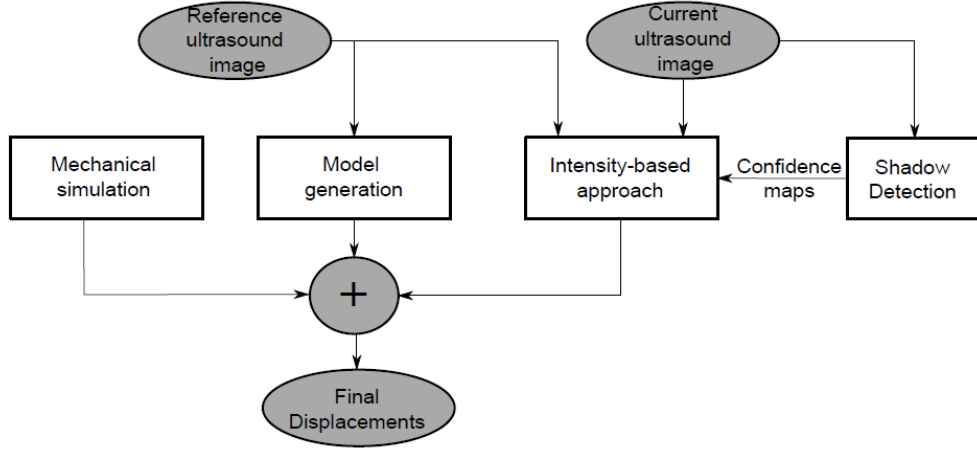 Reference
ultrasound
image
Current
ultrasound
image
Mechanical
simulation
Model
generation
Intensity-based
approach
Confidence
maps
Shadow
Detection
+
Final
Displacements